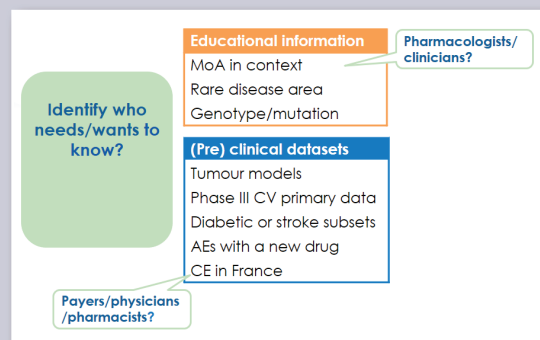 Educational information
Pharmacologists/
clinicians?
MoA in context
Rare disease area
Genotype/mutation
Identify who
needs/wants to
know?
(Pre) clinical datasets
Tumour models
Phase III CV primary data
Diabetic or stroke subsets
AEs with a new drug
CE in France
Payers/physicians
/pharmacists?